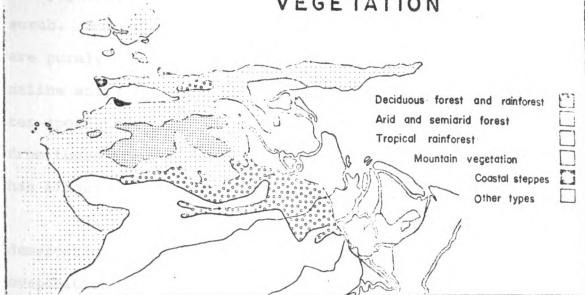 VEGETATION
Deciduous forest and rainforest
Arid and semiarid forest
Tropical rainforest
Mountain vegetation
Coastal steppes
Other types